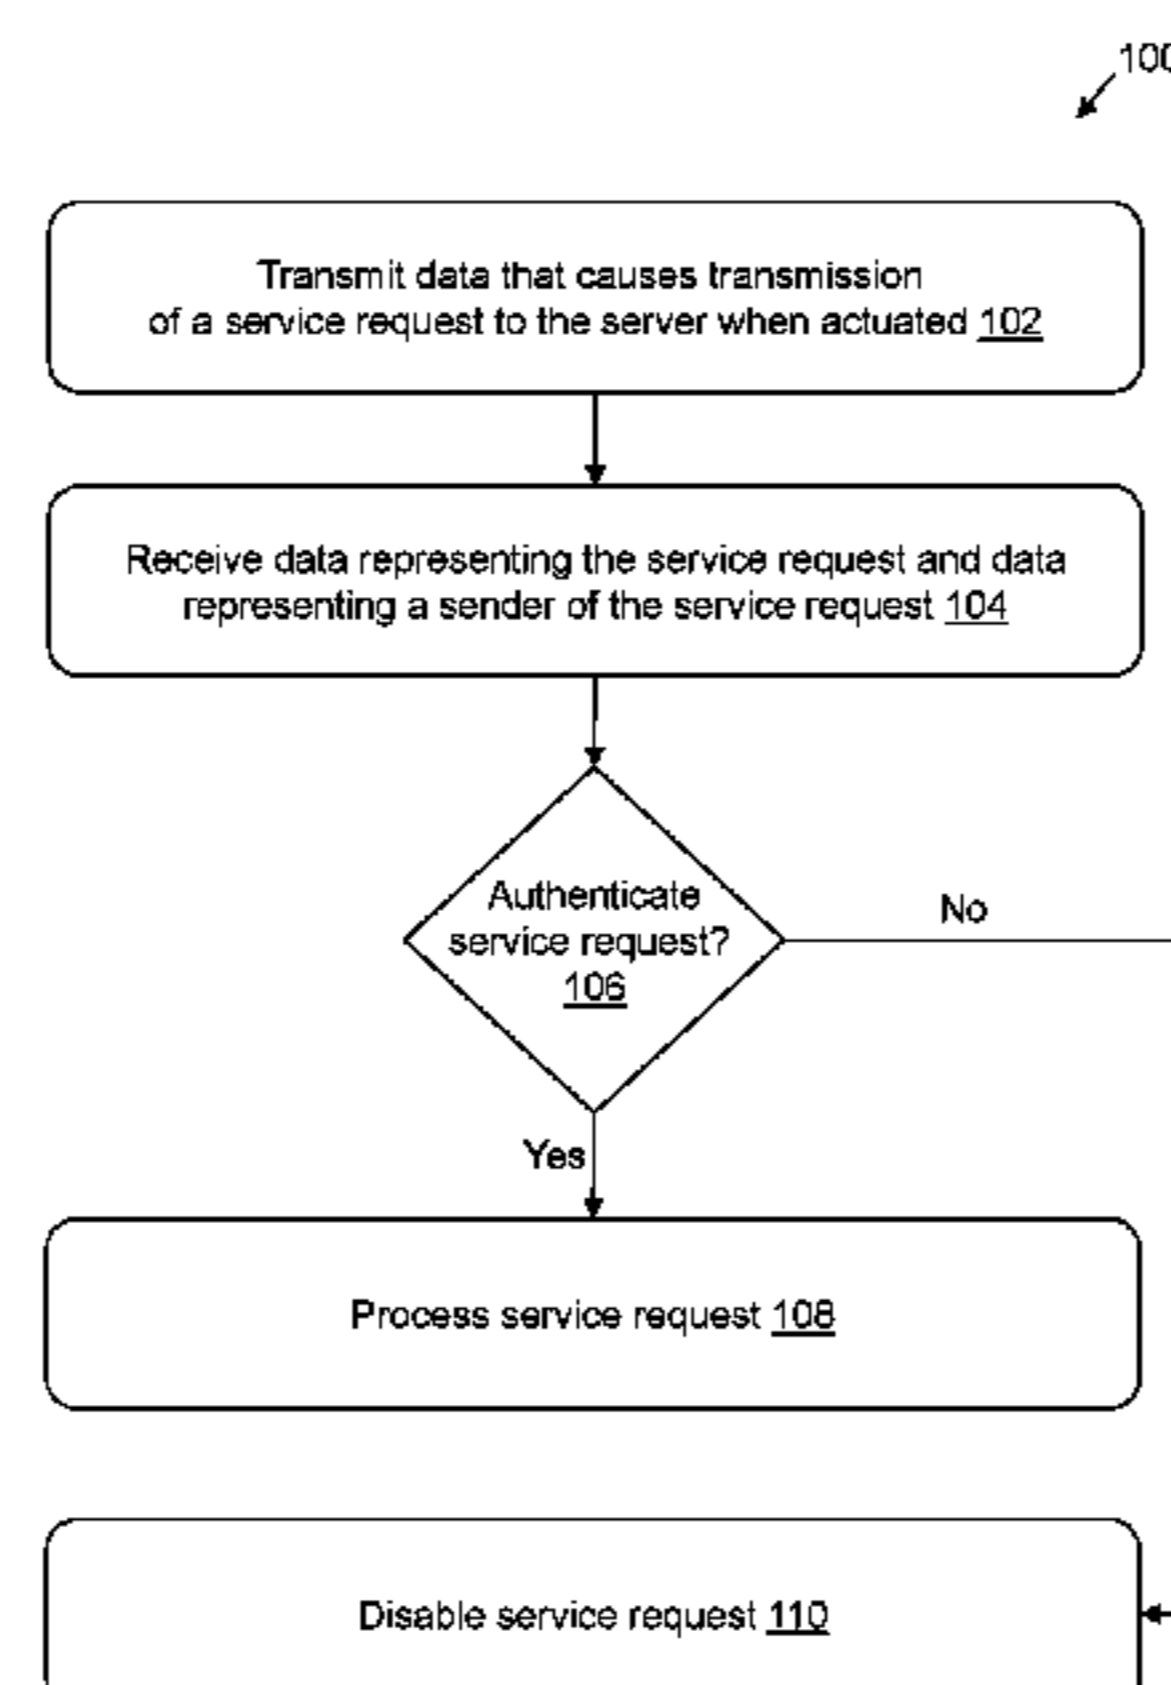 100
Transmit data that causes transmission
of a service request to the server when actuated 102
Receive data representing the service request and data
representing a sender of the service request 104
Authenticate
service request?
106
No
Yes
Process service request 108
Disable service request 110